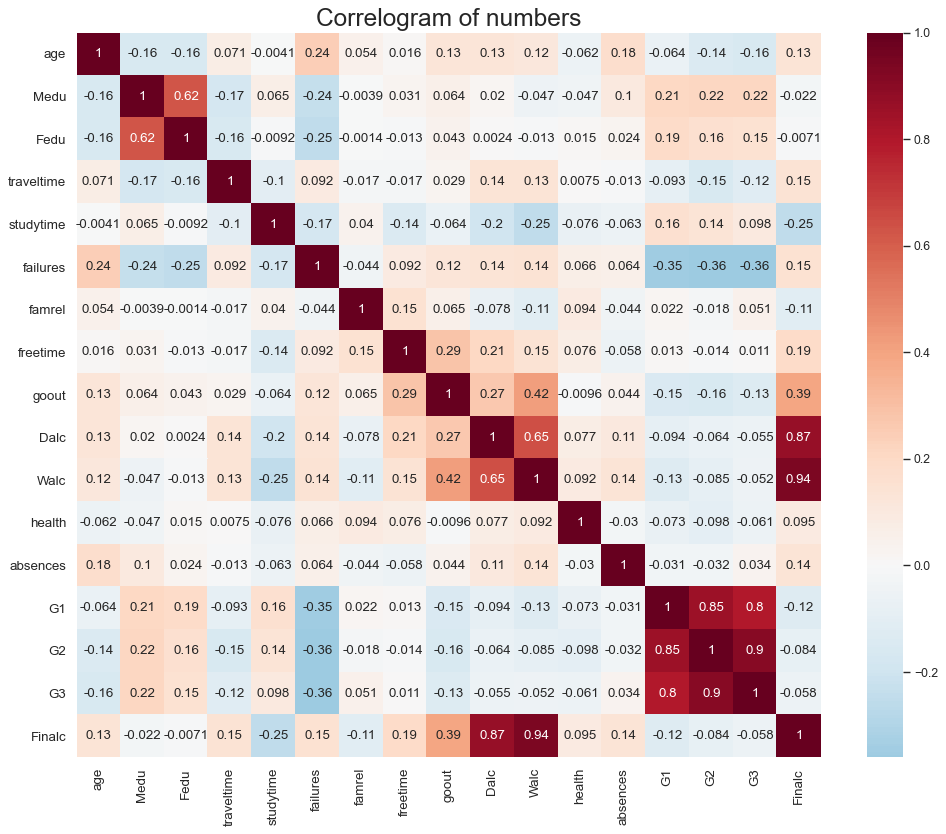 Correlogram of numbers
age 1 -0.16 -0.16 0.071 -0.0041 0.24 0.054 0.016 0.13 0.13 0.12 -0.062 0.18 -0.064 -0.14 -0.16 0.13
Medu -0.16 1 0.62 -0.17 0.065 -0.24 -0.0039 0.031 0.064 0.02 -0.047 -0.047 0.1 0.21 0.22 0.22 -0.022
Fedu -0.16 0.62 1 -0.16 -0.0092 -0.25 -0.0014 -0.013 0.043 0.0024 -0.013 0.015 0.024 0.19 0.16 0.15 -0.0071
traveltime 0.071 -0.17 -0.16 1 -0.1 0.092 -0.017 -0.017 0.029 0.14 0.13 0.0075 -0.013 -0.093 -0.15 -0.12 0.15
studytime -0.0041 0.065 -0.0092 -0.1 1 -0.17 0.04 -0.14 -0.064 -0.2 -0.25 -0.076 -0.063 0.16 0.14 0.098 -0.25
failures 0.24 -0.24 -0.25 0.092 -0.17 1 -0.044 0.092 0.12 0.14 0.14 0.066 0.064 -0.35 -0.36 -0.36 0.15
famrel 0.054 -0.0039 -0.0014 -0.017 0.04 -0.044 1 0.15 0.065 -0.078 -0.11 0.094 -0.044 0.022 -0.018 0.051 -0.11
freetime 0.016 0.031 -0.013 -0.017 -0.14 0.092 0.15 1 0.29 0.21 0.15 0.076 -0.058 0.013 -0.014 0.011 0.19
goout 0.13 0.064 0.043 0.029 -0.064 0.12 0.065 0.29 1 0.27 0.42 -0.0096 0.044 -0.15 -0.16 -0.13 0.39
Dalc 0.13 0.02 0.0024 0.14 -0.2 0.14 -0.078 0.21 0.27 1 0.65 0.077 0.11 -0.094 -0.064 -0.055 0.87
Walc 0.12 -0.047 -0.013 0.13 -0.25 0.14 -0.11 0.15 0.42 0.65 1 0.092 0.14 -0.13 -0.085 -0.052 0.94
health -0.062 -0.047 0.015 0.0075 -0.076 0.066 0.094 0.076 -0.0096 0.077 0.092 1 -0.03 -0.073 -0.098 -0.061 0.095
absences 0.18 0.1 0.024 -0.013 -0.063 0.064 -0.044 -0.058 0.044 0.11 0.14 -0.03 1 -0.031 -0.032 0.034 0.14
G1 -0.064 0.21 0.19 -0.093 0.16 -0.35 0.022 0.013 -0.15 -0.094 -0.13 -0.073 -0.031 1 0.85 0.8 -0.12
G2 -0.14 0.22 0.16 -0.15 0.14 -0.36 -0.018 -0.014 -0.16 -0.064 -0.085 -0.098 -0.032 0.85 1 0.9 -0.084
G3 -0.16 0.22 0.15 -0.12 0.098 -0.36 0.051 0.011 -0.13 -0.055 -0.052 -0.061 0.034 0.8 0.9 1 -0.058
Finalc 0.13 -0.022 -0.0071 0.15 -0.25 0.15 -0.11 0.19 0.39 0.87 0.94 0.095 0.14 -0.12 -0.084 -0.058 1
age Medu Fedu traveltime studytime failures famrel freetime goout Dalc Walc health absences G1 G2 G3 Finalc
1.0
0.8
0.6
0.4
0.2
0.0
−0.2